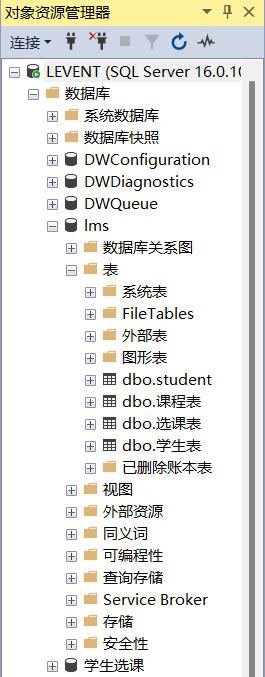 对象资源管理器
连接
LEVENT (SQL Server 16.0.10
数据库
系统数据库
数据库快照
DWConfiguration
DWDiagnostics
DWQueue
lms
数据库关系图
表
系统表
FileTables
外部表
图形表
dbo.student
dbo.课程表
dbo.选课表
dbo.学生表
已删除账本表
视图
外部资源
同义词
可编程性
查询存储
Service Broker
存储
安全性
学生选课